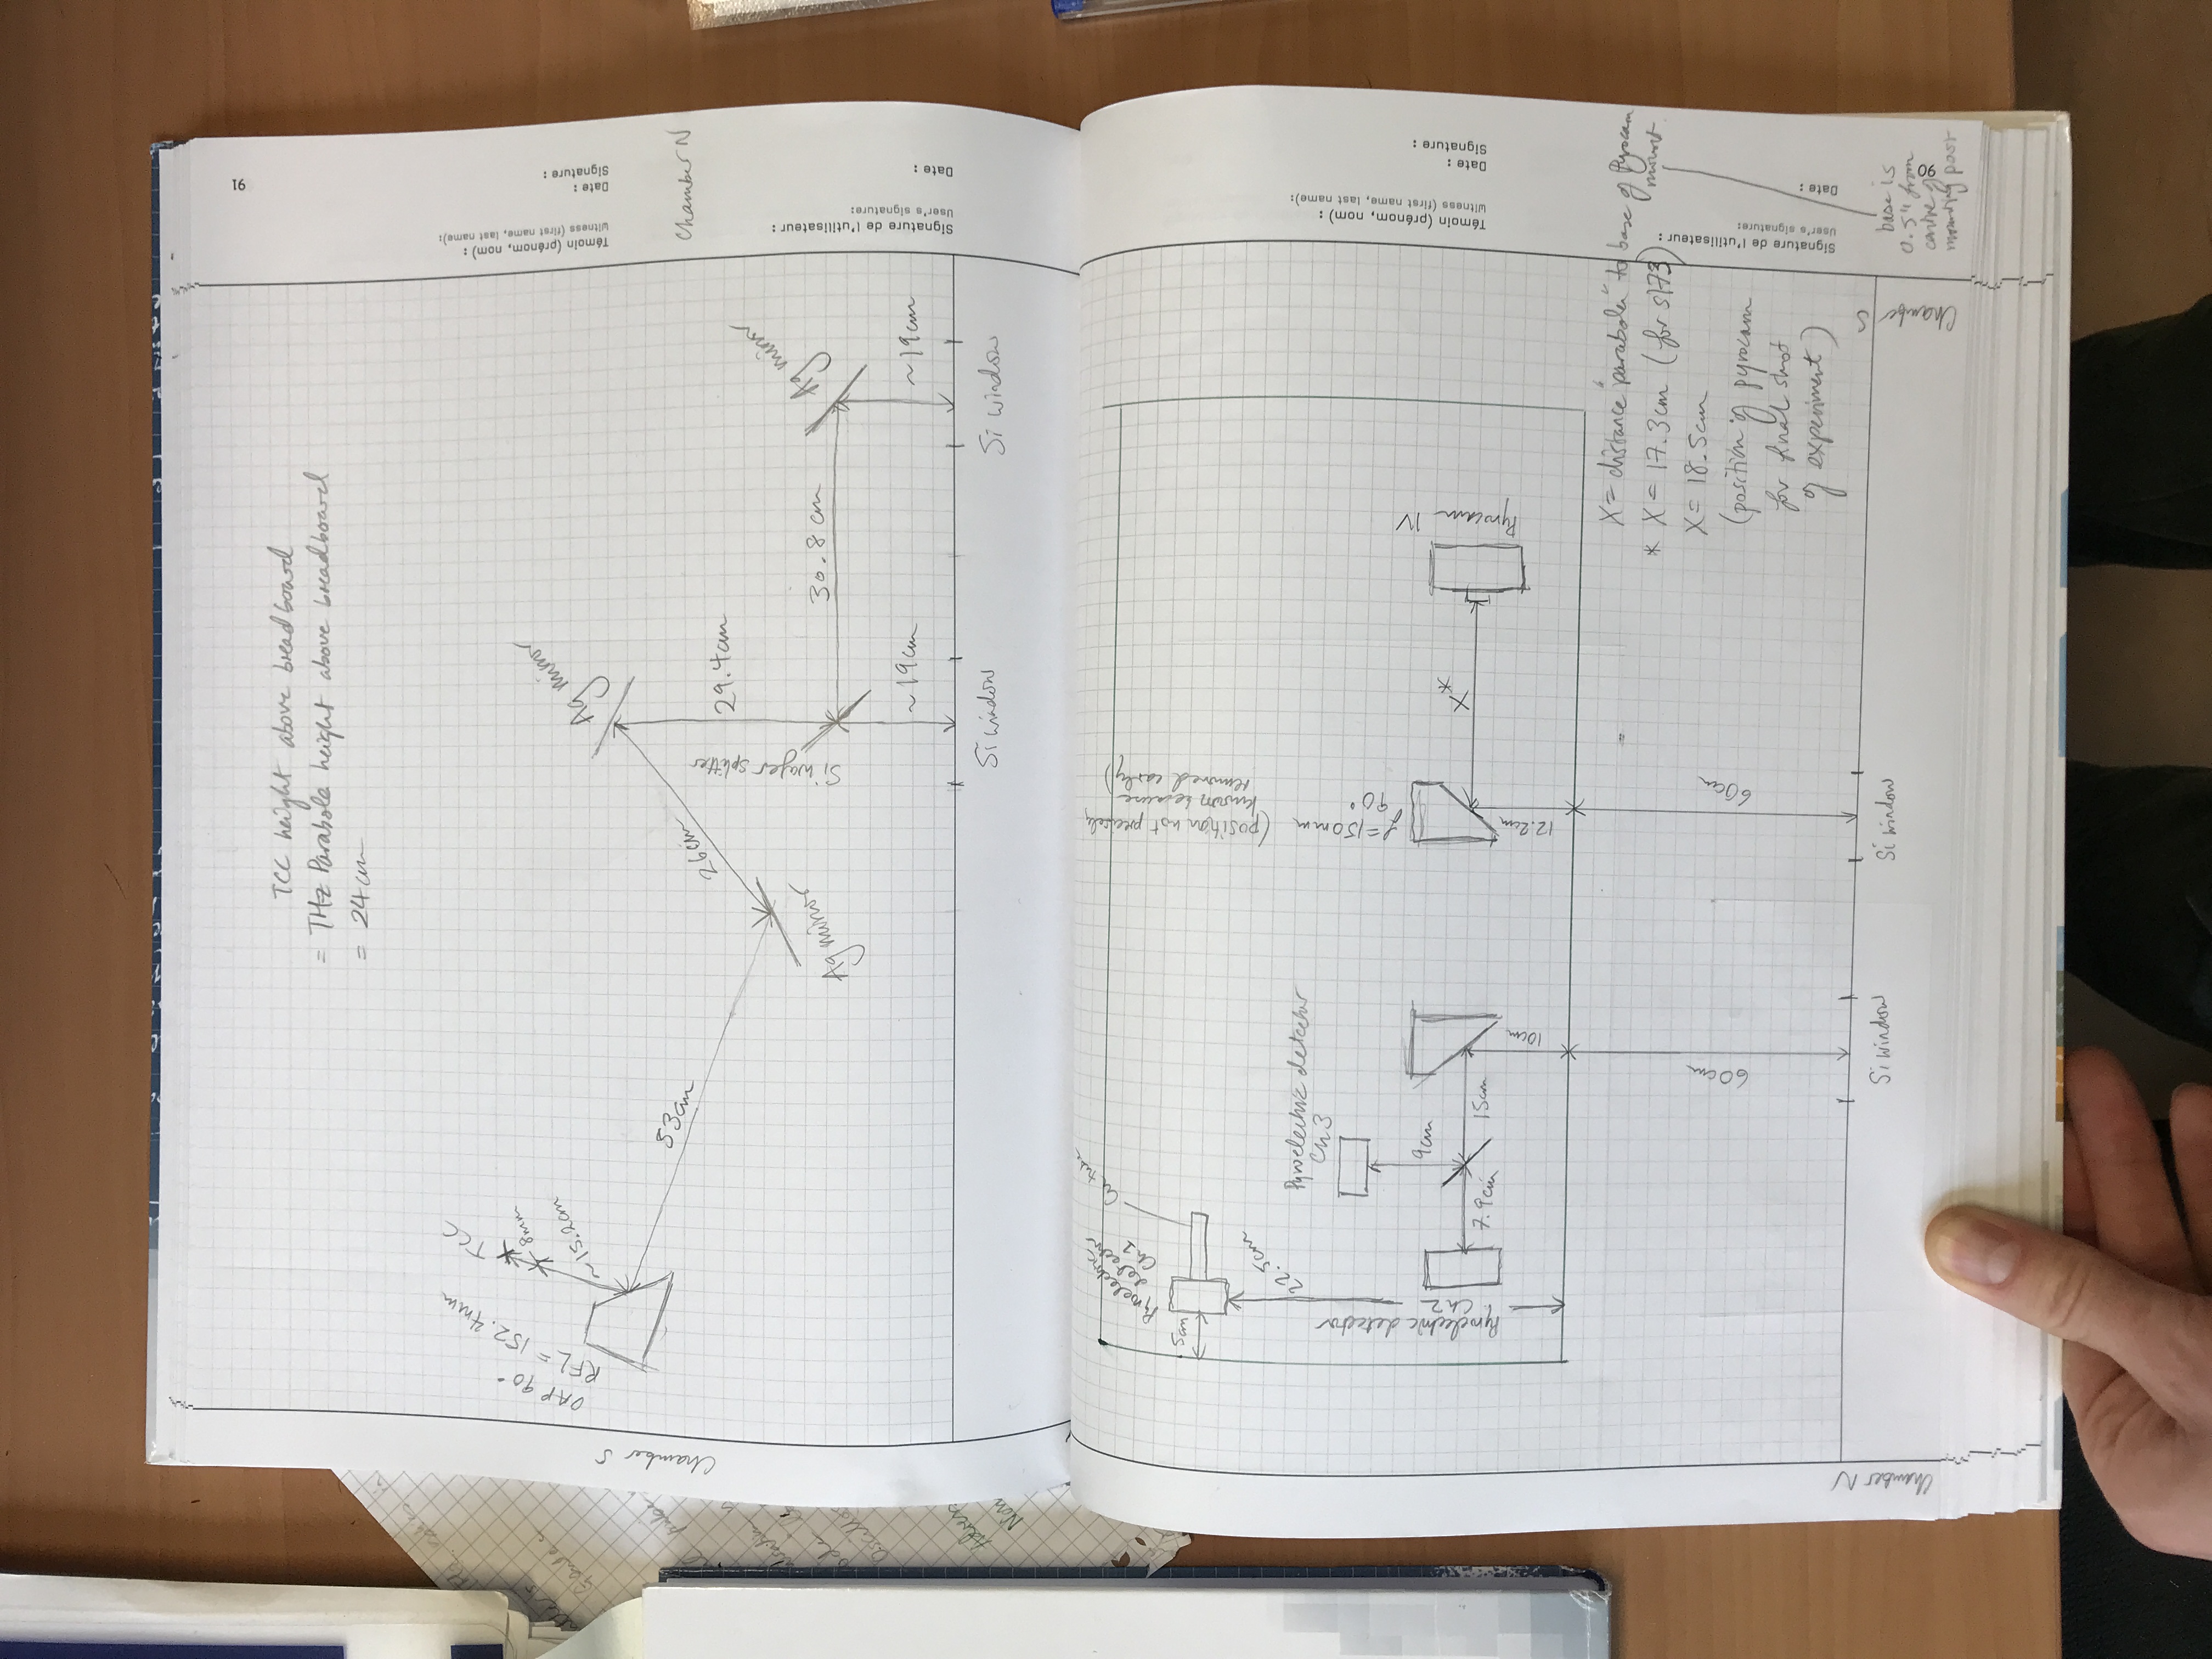 Chamber S
TCC height above breadboard
= THz Parabola height above breadboard
= 24cm
OAP 90°
RFL = 152.4mm
TCC
8mm
~15.2cm
53cm
26cm
Ag mirror
Ag mirror
Si wafer splitter
29.4cm
30.8 cm
Ag mirror
~19cm
~19cm
Si window
Si window
91
Témoin (prénom, nom) :
Witness (first name, last name):
Date :
Signature :
Chamber N
Signature de l'utilisateur :
User's signature:
Date :
Chamber N
Pyroelectric
detector
Ch1
Cu tube
5cm
22.5cm
Pyroelectric detector
Ch2
Pyroelectric detector
Ch3
9cm
7.9cm
15cm
10cm
f=150mm (position not precisely
90° known because
removed early)
12.2cm
X*
Pyrocam IV
60cm
60cm
Si window
Si window
X = distance "parabola" to base of Pyrocam
mount
* X = 17.3cm (for s173)
X = 18.5cm
(position of pyrocam
for final shot
of experiment)
Chamber S
base is
0.5" from
centre of
mounting post
Témoin (prénom, nom) :
Witness (first name, last name):
Date :
Signature :
Signature de l'utilisateur :
User's signature:
Date :
90